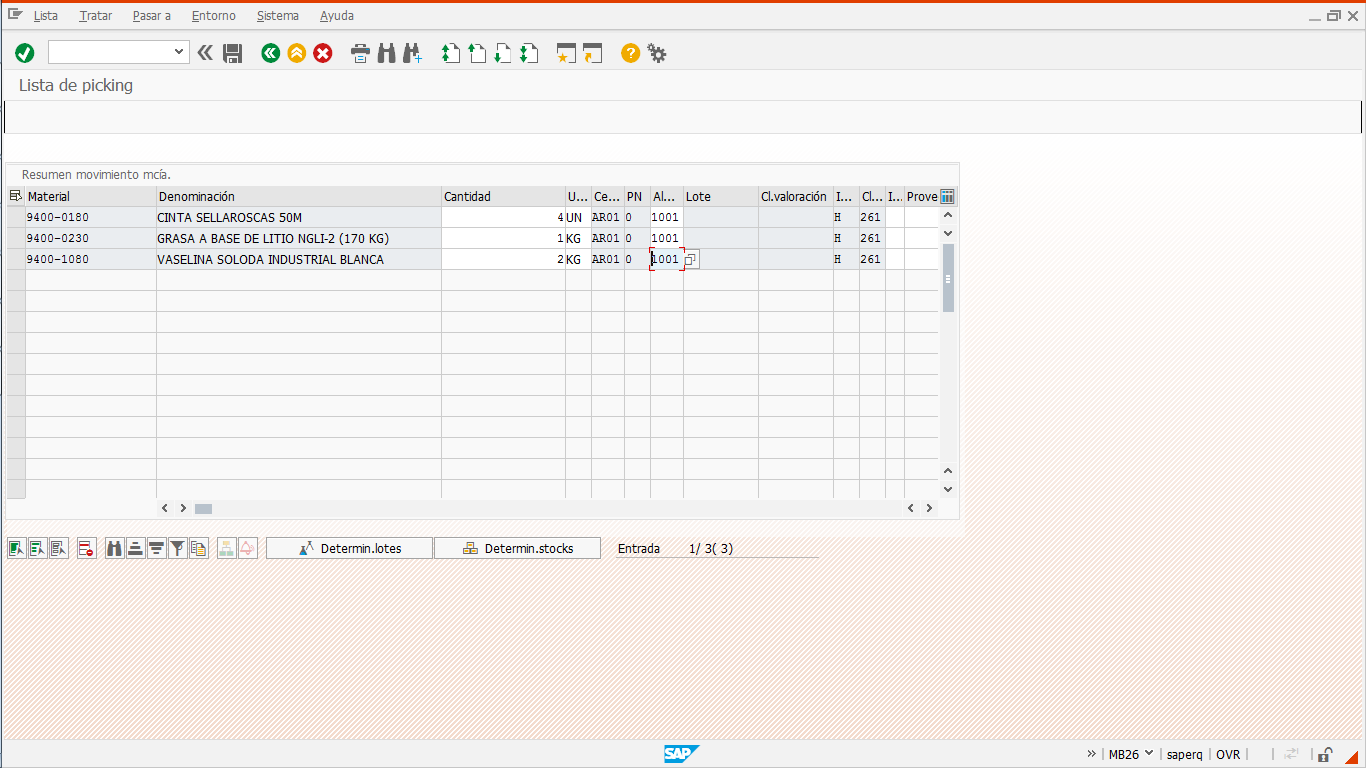 Lista Tratar Pasar a Entorno Sistema Ayuda
Lista de picking
Resumen movimiento mcía.
Material Denominación Cantidad U... Ce... PN Al... Lote Cl.valoración I... Cl... I... Prove
9400-0180 CINTA SELLAROSCAS 50M 4 UN AR01 0 1001 H 261
9400-0230 GRASA A BASE DE LITIO NGLI-2 (170 KG) 1 KG AR01 0 1001 H 261
9400-1080 VASELINA SOLODA INDUSTRIAL BLANCA 2 KG AR01 0 1001 H 261
Determin.lotes Determin.stocks Entrada 1/ 3( 3)
SAP MB26 saperq OVR